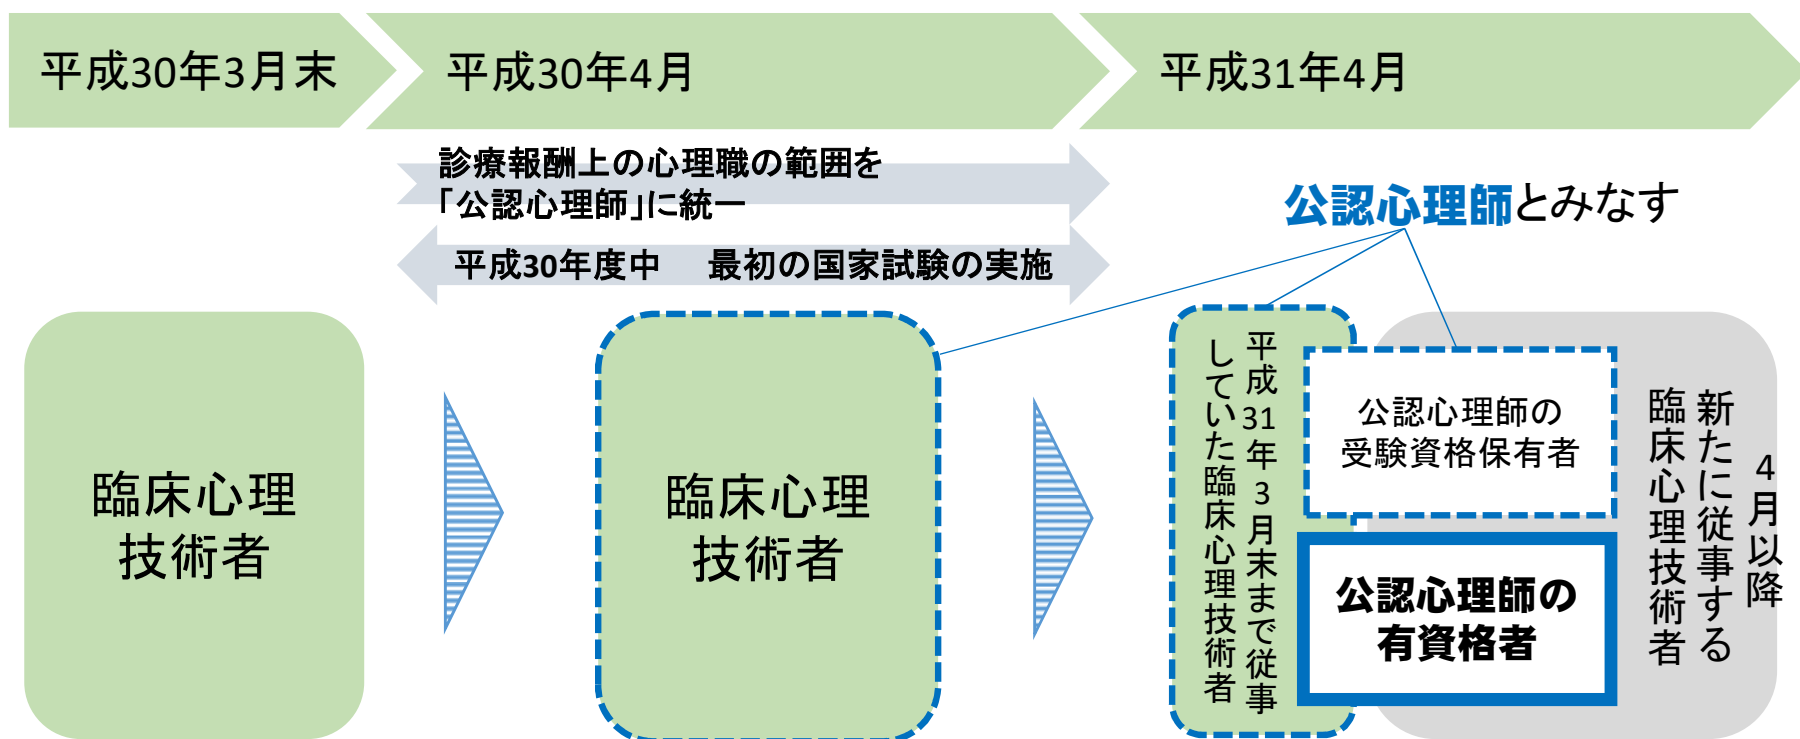 平成30年3月末
平成30年4月
平成31年4月
診療報酬上の心理職の範囲を
「公認心理師」に統一
平成30年度中　最初の国家試験の実施
公認心理師とみなす
臨床心理
技術者
臨床心理
技術者
平成31年3月末まで従事
していた臨床心理技術者
公認心理師の
受験資格保有者
公認心理師の
有資格者
4月以降
新たに従事する
臨床心理技術者